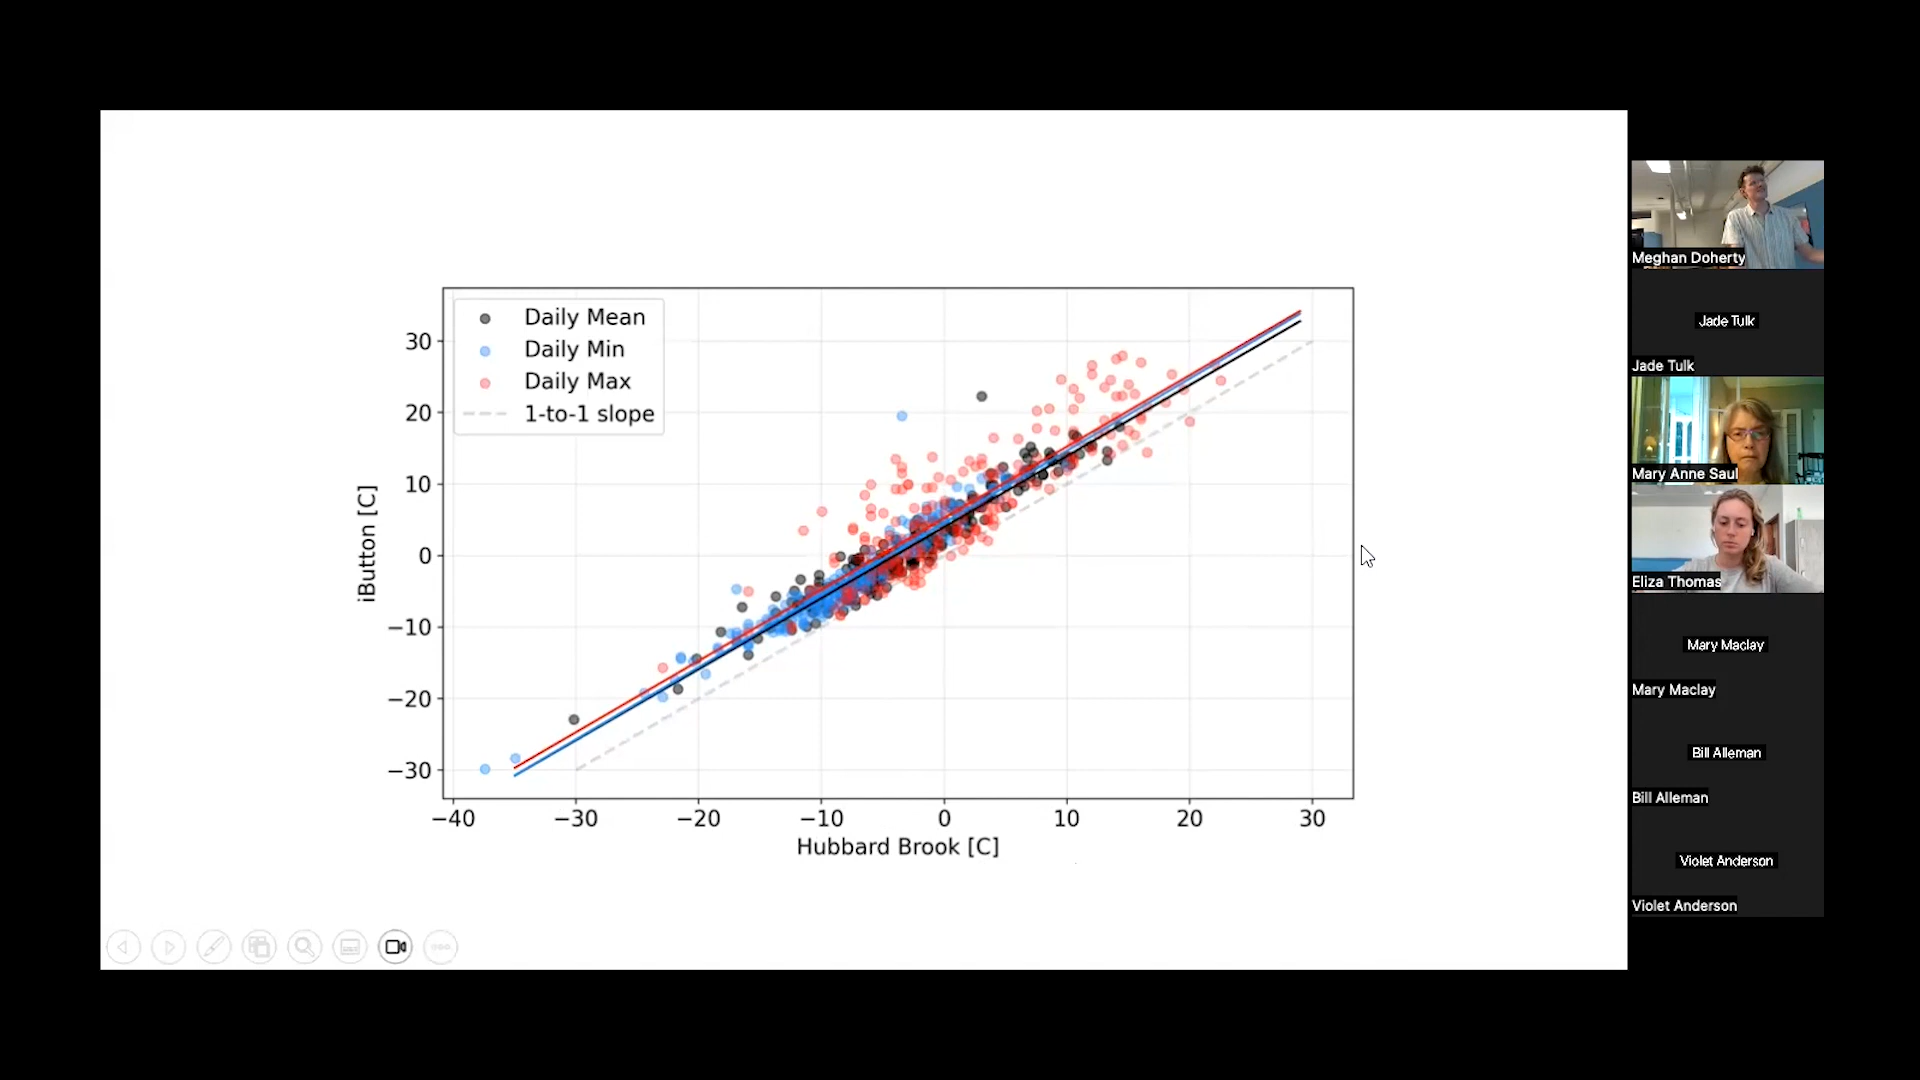 Daily Mean
Daily Min
Daily Max
1-to-1 slope
30
20
10
0
−10
−20
−30
iButton [C]
−40
−30
−20
−10
0
10
20
30
Hubbard Brook [C]
Meghan Doherty
Jade Tulk
Jade Tulk
Mary Anne Saul
Eliza Thomas
Mary Maclay
Mary Maclay
Bill Alleman
Bill Alleman
Violet Anderson
Violet Anderson